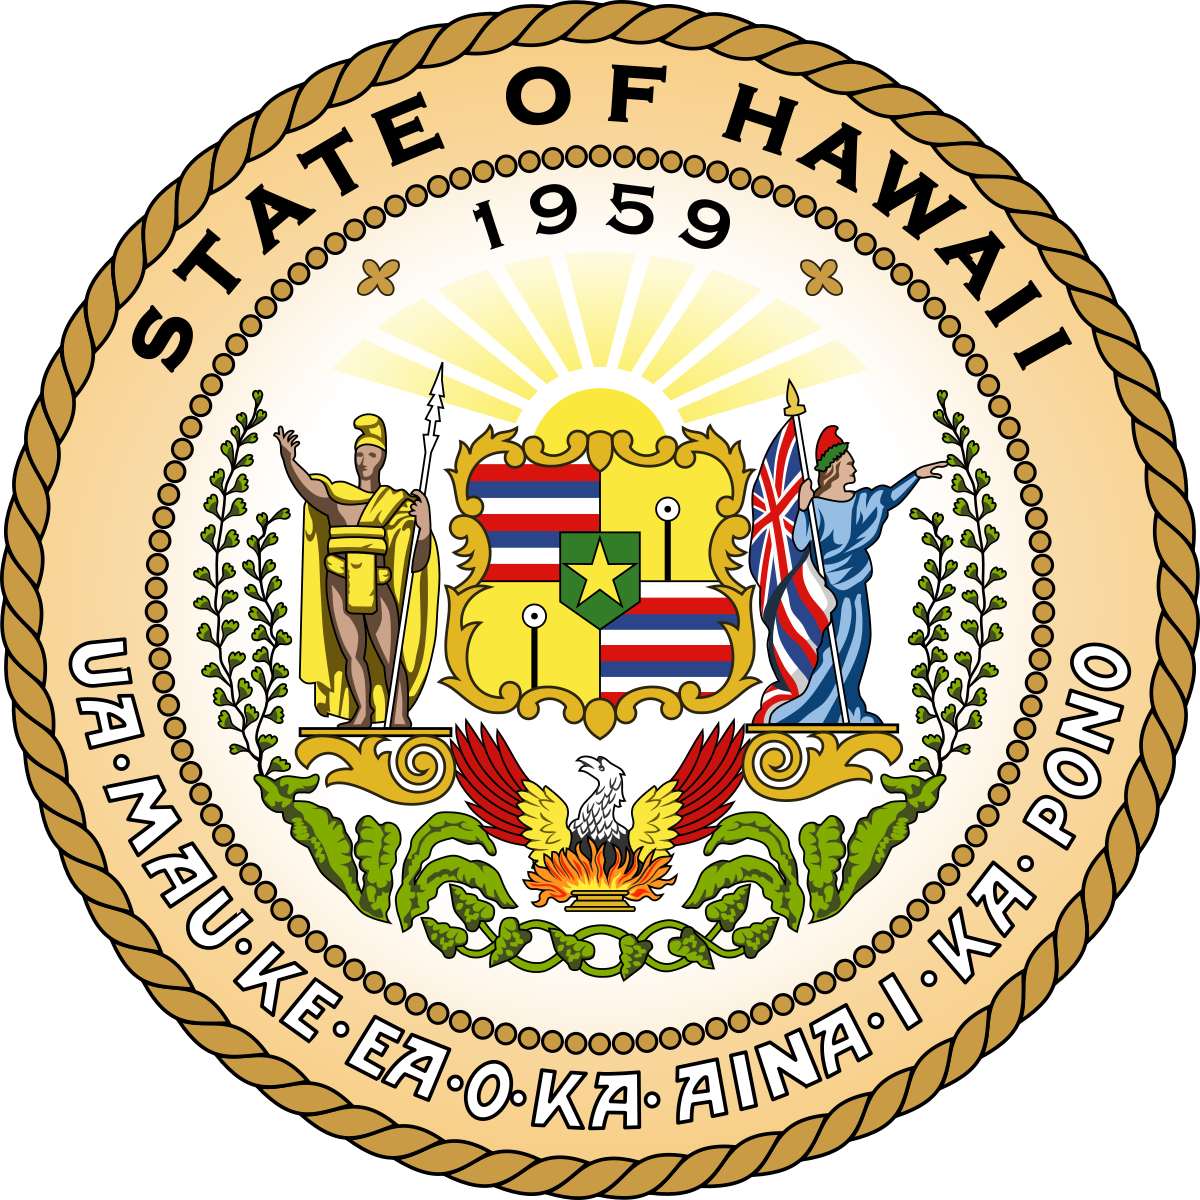 STATE OF HAWAII
1959
UA·MAU·KE·EA·O·KA·AINA·I·KA·PONO